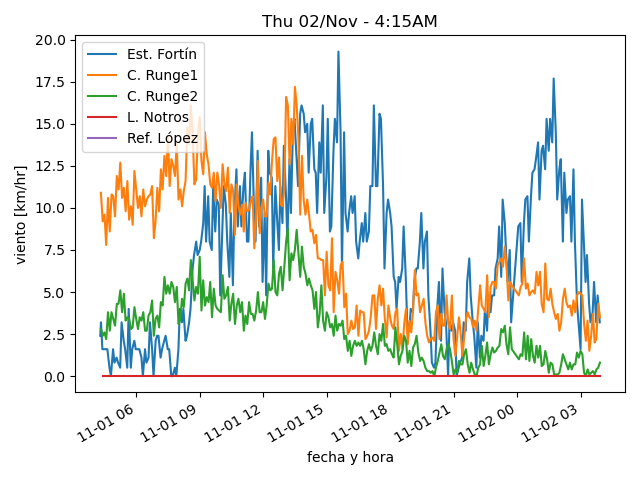 Thu 02/Nov - 4:15AM
20.0
17.5
15.0
12.5
10.0
7.5
5.0
2.5
0.0
viento [km/hr]
Est. Fortín
C. Runge1
C. Runge2
L. Notros
Ref. López
11-01 06
11-01 09
11-01 12
11-01 15
11-01 18
11-01 21
11-02 00
11-02 03
fecha y hora